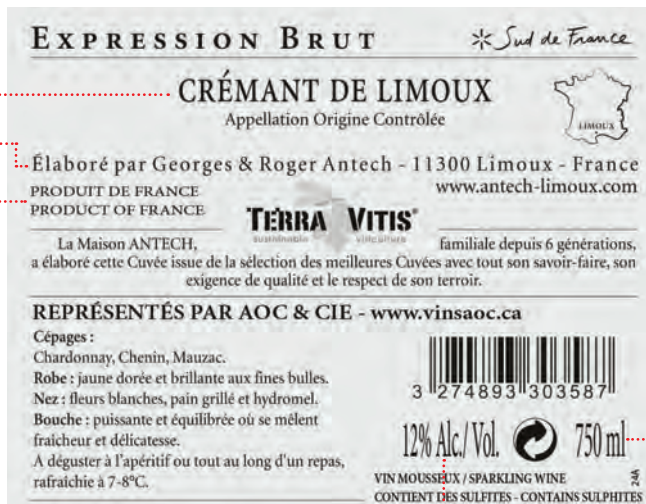 EXPRESSION BRUT
Sud de France
CRÉMANT DE LIMOUX
Appellation Origine Contrôlée
LIMOUX
Élaboré par Georges & Roger Antech - 11300 Limoux - France
PRODUIT DE FRANCE
www.antech-limoux.com
PRODUCT OF FRANCE
TERRA VITIS®
sustainable viticulture
La Maison ANTECH, familiale depuis 6 générations,
a élaboré cette Cuvée issue de la sélection des meilleures Cuvées avec tout son savoir-faire, son
exigence de qualité et le respect de son terroir.
REPRÉSENTÉS PAR AOC & CIE - www.vinsaoc.ca
Cépages :
Chardonnay, Chenin, Mauzac.
Robe : jaune dorée et brillante aux fines bulles.
Nez : fleurs blanches, pain grillé et hydromel.
Bouche : puissante et équilibrée où se mêlent
fraicheur et délicatesse.
A déguster à l'apéritif ou tout au long d'un repas,
rafraichie à 7-8°C.
3 274893 303587
12% Alc./Vol. 750 ml
VIN MOUSSEUX / SPARKLING WINE
CONTIENT DES SULFITES - CONTAINS SULPHITES
24A